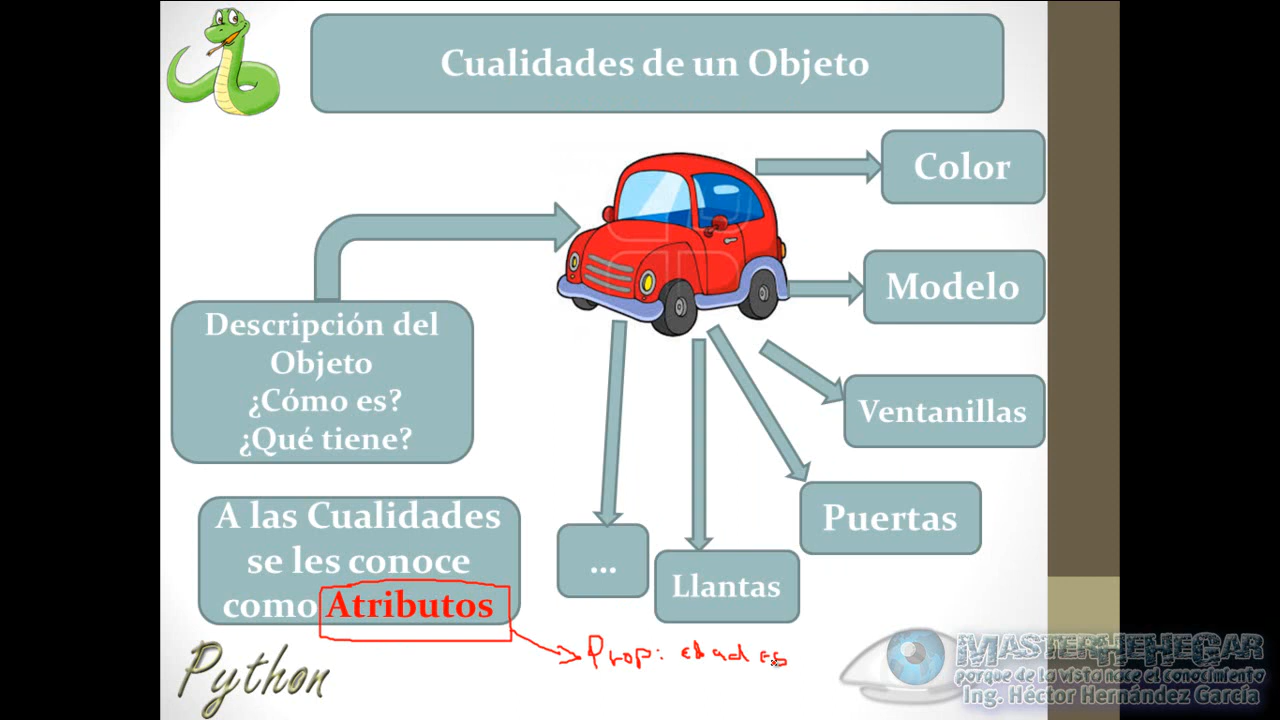 Cualidades de un Objeto
Color
Modelo
Descripción del
Objeto
¿Cómo es?
¿Qué tiene?
Ventanillas
Puertas
A las Cualidades
se les conoce
como Atributos
...
Llantas
Propiedades
Python
MASTERHEHEGAR
porque de la vista nace el conocimiento
Ing. Héctor Hernández García